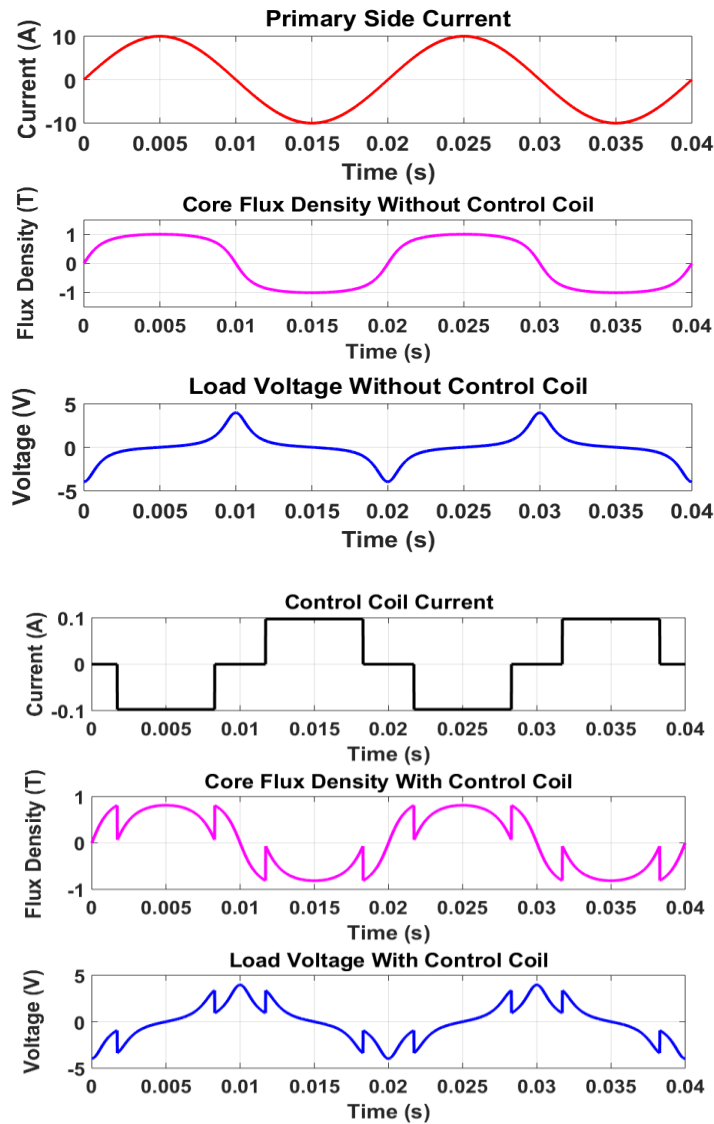 Primary Side Current
Current (A)
10
0
-10
0 0.005 0.01 0.015 0.02 0.025 0.03 0.035 0.04
Time (s)
Core Flux Density Without Control Coil
Flux Density (T)
1
0
-1
0 0.005 0.01 0.015 0.02 0.025 0.03 0.035 0.04
Time (s)
Load Voltage Without Control Coil
Voltage (V)
5
0
-5
0 0.005 0.01 0.015 0.02 0.025 0.03 0.035 0.04
Time (s)
Control Coil Current
Current (A)
0.1
0
-0.1
0 0.005 0.01 0.015 0.02 0.025 0.03 0.035 0.04
Time (s)
Core Flux Density With Control Coil
Flux Density (T)
1
0
-1
0 0.005 0.01 0.015 0.02 0.025 0.03 0.035 0.04
Time (s)
Load Voltage With Control Coil
Voltage (V)
5
0
-5
0 0.005 0.01 0.015 0.02 0.025 0.03 0.035 0.04
Time (s)